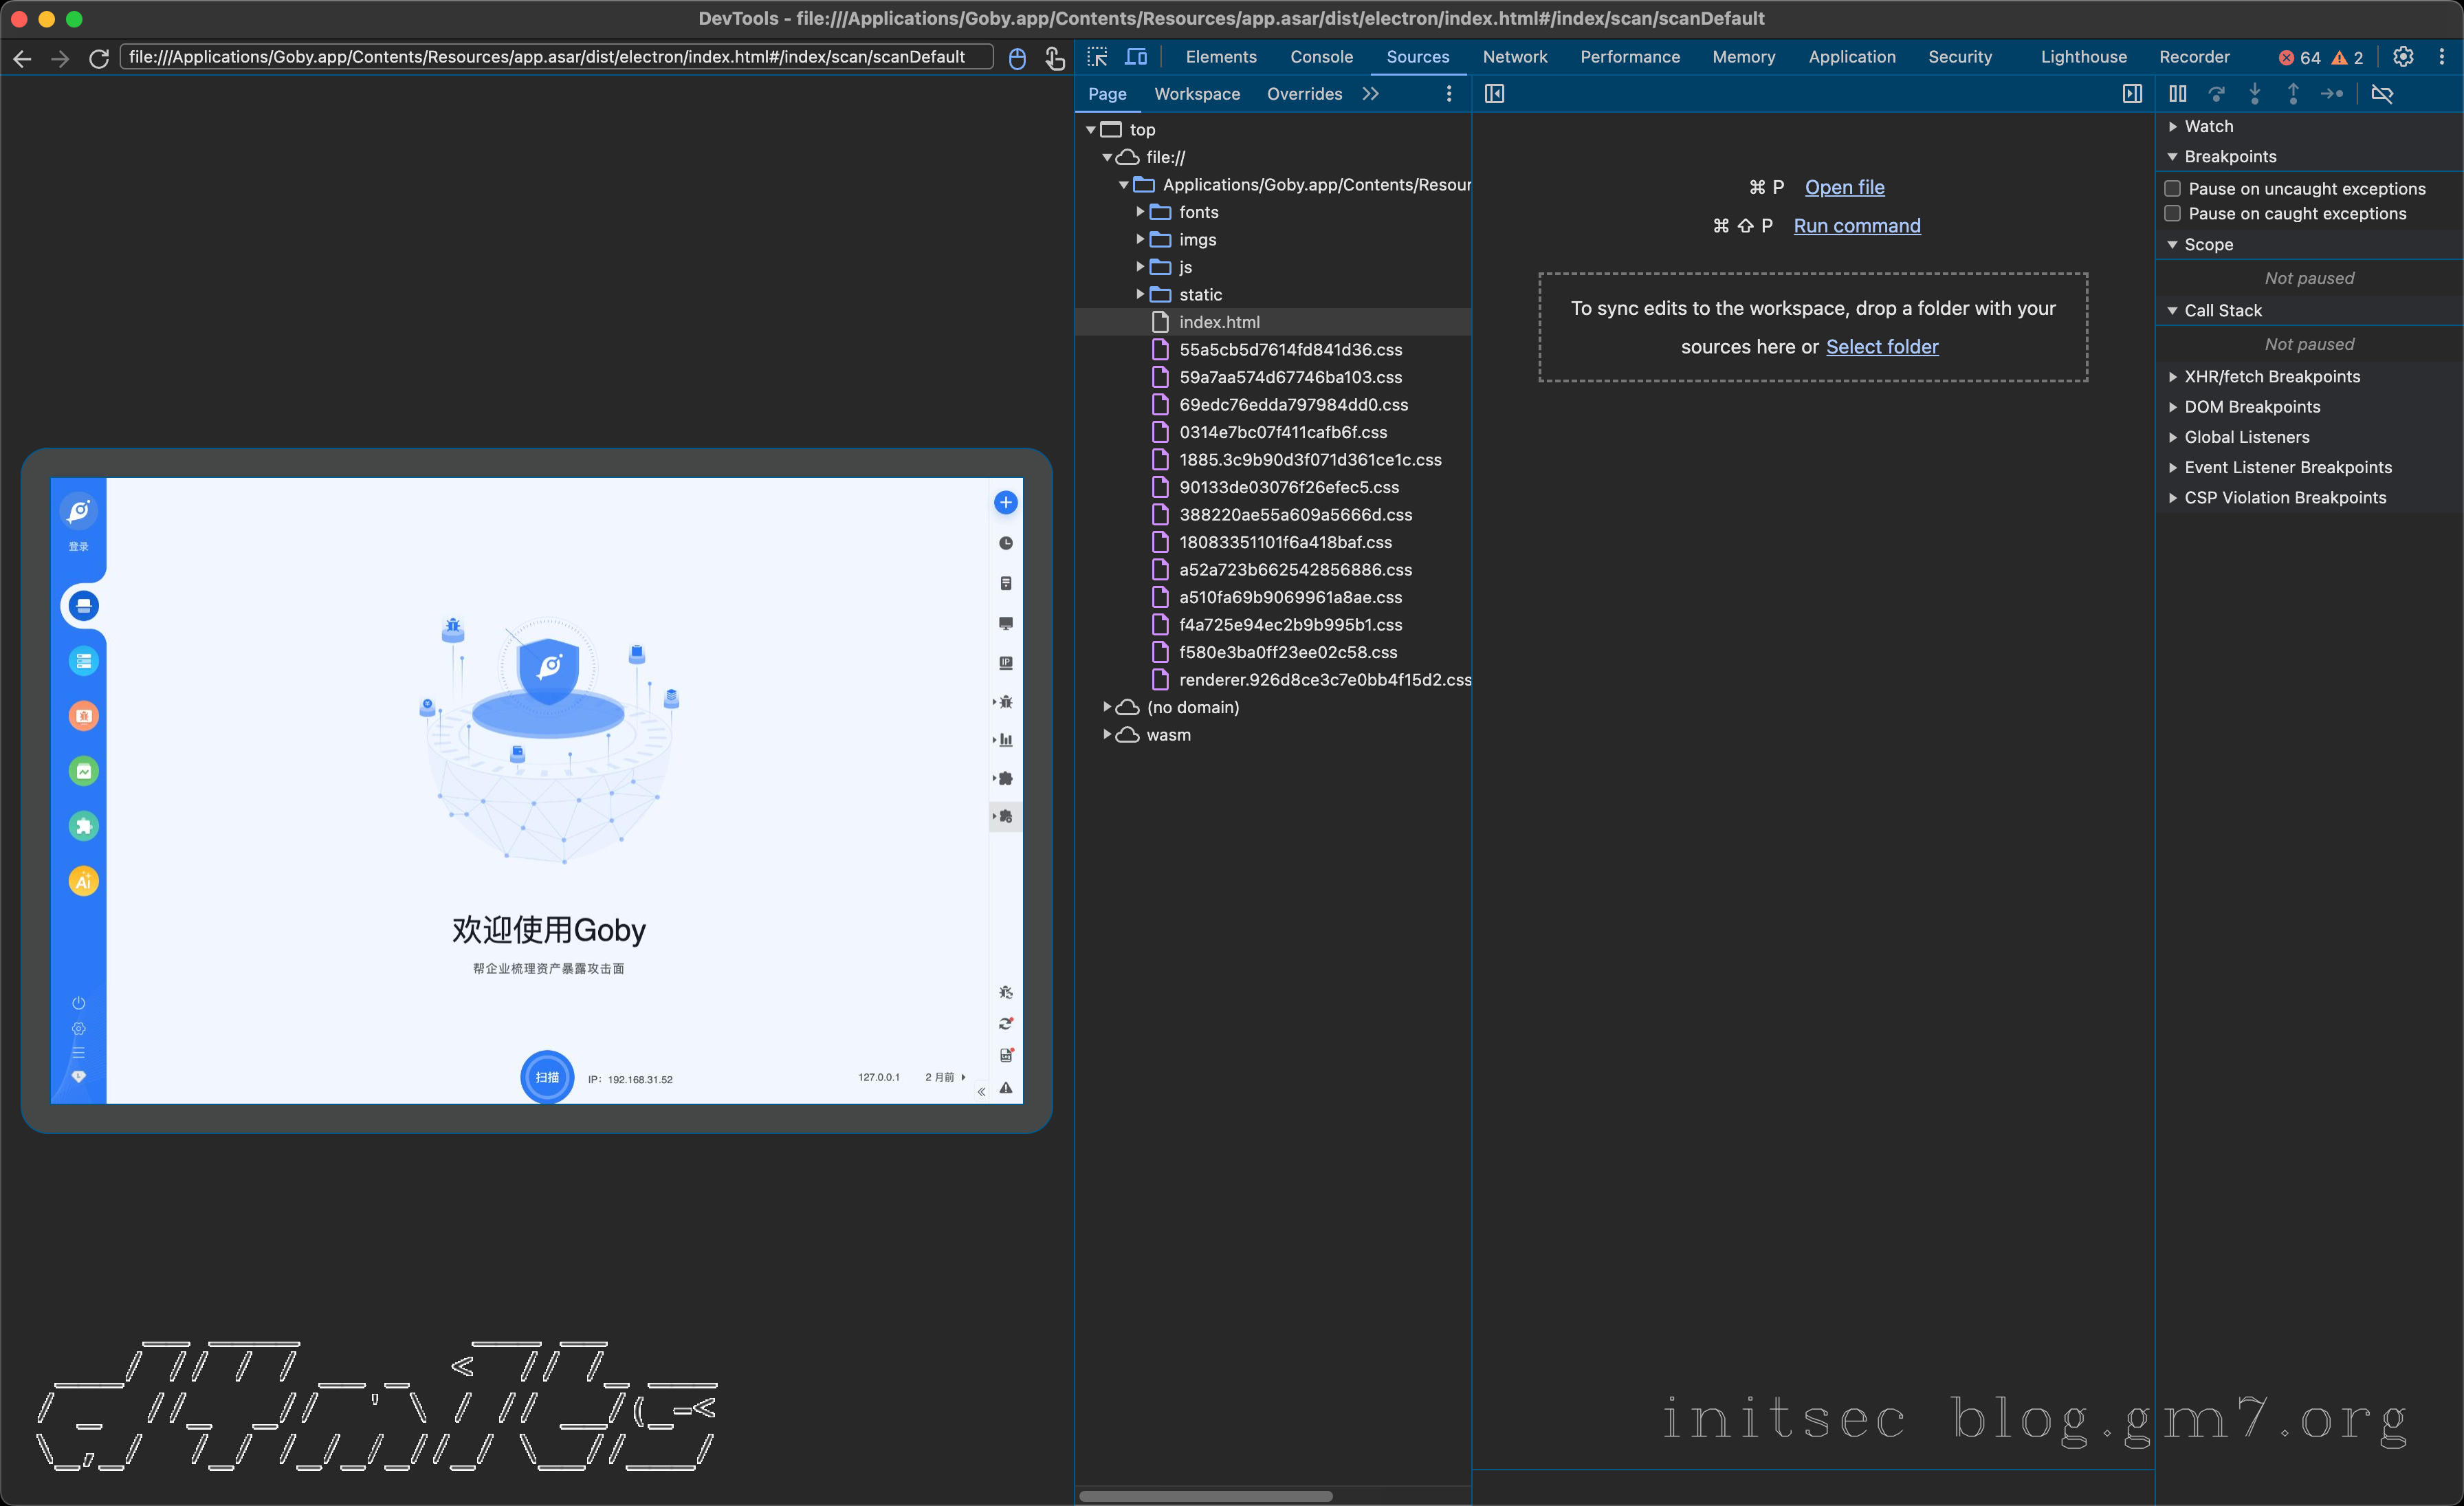 DevTools - file:///Applications/Goby.app/Contents/Resources/app.asar/dist/electron/index.html#/index/scan/scanDefault
file:///Applications/Goby.app/Contents/Resources/app.asar/dist/electron/index.html#/index/scan/scanDefault
Elements Console Sources Network Performance Memory Application Security Lighthouse Recorder 64 2
Page Workspace Overrides
top
file://
Applications/Goby.app/Contents/Resour
fonts
imgs
js
static
index.html
55a5cb5d7614fd841d36.css
59a7aa574d67746ba103.css
69edc76edda797984dd0.css
0314e7bc07f411cafb6f.css
1885.3c9b90d3f071d361ce1c.css
90133de03076f26efec5.css
388220ae55a609a5666d.css
18083351101f6a418baf.css
a52a723b662542856886.css
a510fa69b9069961a8ae.css
f4a725e94ec2b9b995b1.css
f580e3ba0ff23ee02c58.css
renderer.926d8ce3c7e0bb4f15d2.css
(no domain)
wasm
⌘ P Open file
⌘ ⇧ P Run command
To sync edits to the workspace, drop a folder with your
sources here or Select folder
Watch
Breakpoints
Pause on uncaught exceptions
Pause on caught exceptions
Scope
Not paused
Call Stack
Not paused
XHR/fetch Breakpoints
DOM Breakpoints
Global Listeners
Event Listener Breakpoints
CSP Violation Breakpoints
登录
Ai
IP
欢迎使用Goby
帮企业梳理资产暴露攻击面
扫描
IP: 192.168.31.52
127.0.0.1 2 月前
initsec blog.gm7.org